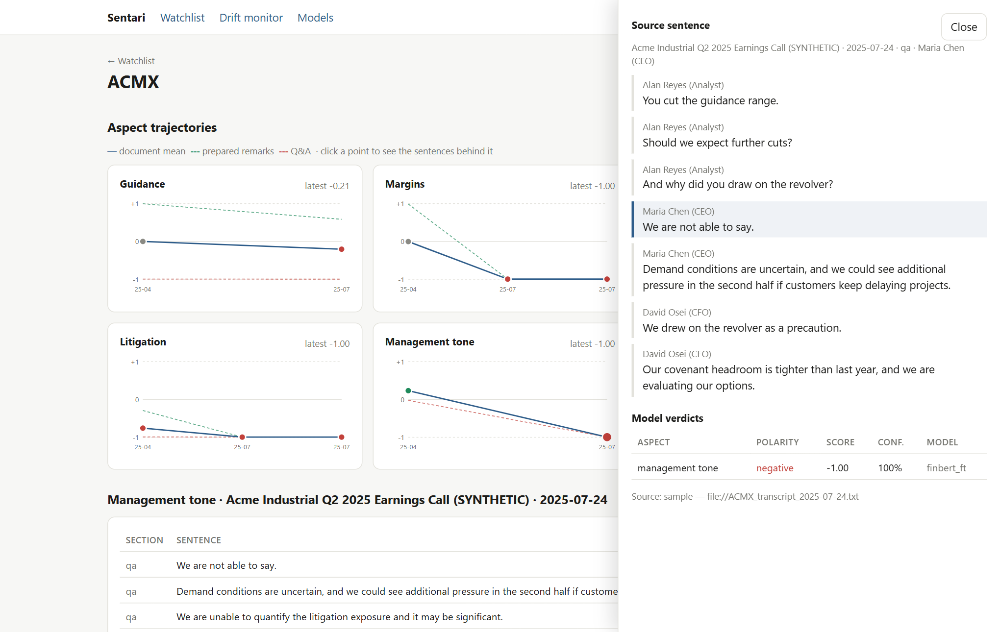 Sentari Watchlist Drift monitor Models
← Watchlist
ACMX
Aspect trajectories
— document mean --- prepared remarks --- Q&A · click a point to see the sentences behind it
Guidance latest -0.21
+1
0
-1
25-04 25-07
Margins latest -1.00
+1
0
-1
25-04 25-07 25-07
Litigation latest -1.00
+1
0
-1
25-04 25-07 25-07
Management tone latest -1.00
+1
0
-1
25-04 25-07
Management tone · Acme Industrial Q2 2025 Earnings Call (SYNTHETIC) · 2025-07-24
SECTION SENTENCE
qa We are not able to say.
qa Demand conditions are uncertain, and we could see additional pressure in the second half if custome
qa We are unable to quantify the litigation exposure and it may be significant.
Source sentence
Close
Acme Industrial Q2 2025 Earnings Call (SYNTHETIC) · 2025-07-24 · qa · Maria Chen
(CEO)
Alan Reyes (Analyst)
You cut the guidance range.
Alan Reyes (Analyst)
Should we expect further cuts?
Alan Reyes (Analyst)
And why did you draw on the revolver?
Maria Chen (CEO)
We are not able to say.
Maria Chen (CEO)
Demand conditions are uncertain, and we could see additional
pressure in the second half if customers keep delaying projects.
David Osei (CFO)
We drew on the revolver as a precaution.
David Osei (CFO)
Our covenant headroom is tighter than last year, and we are
evaluating our options.
Model verdicts
ASPECT POLARITY SCORE CONF. MODEL
management tone negative -1.00 100% finbert_ft
Source: sample — file://ACMX_transcript_2025-07-24.txt